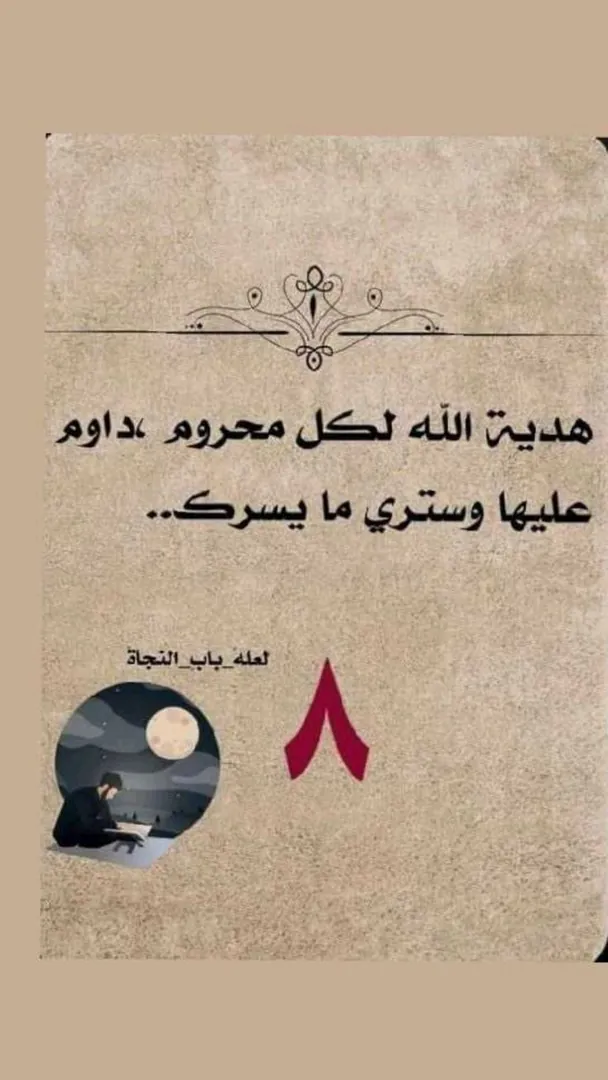 هدية الله لكل محروم ،داوم
عليها وستري ما يسرك..
لعله_باب_النجاة
٨